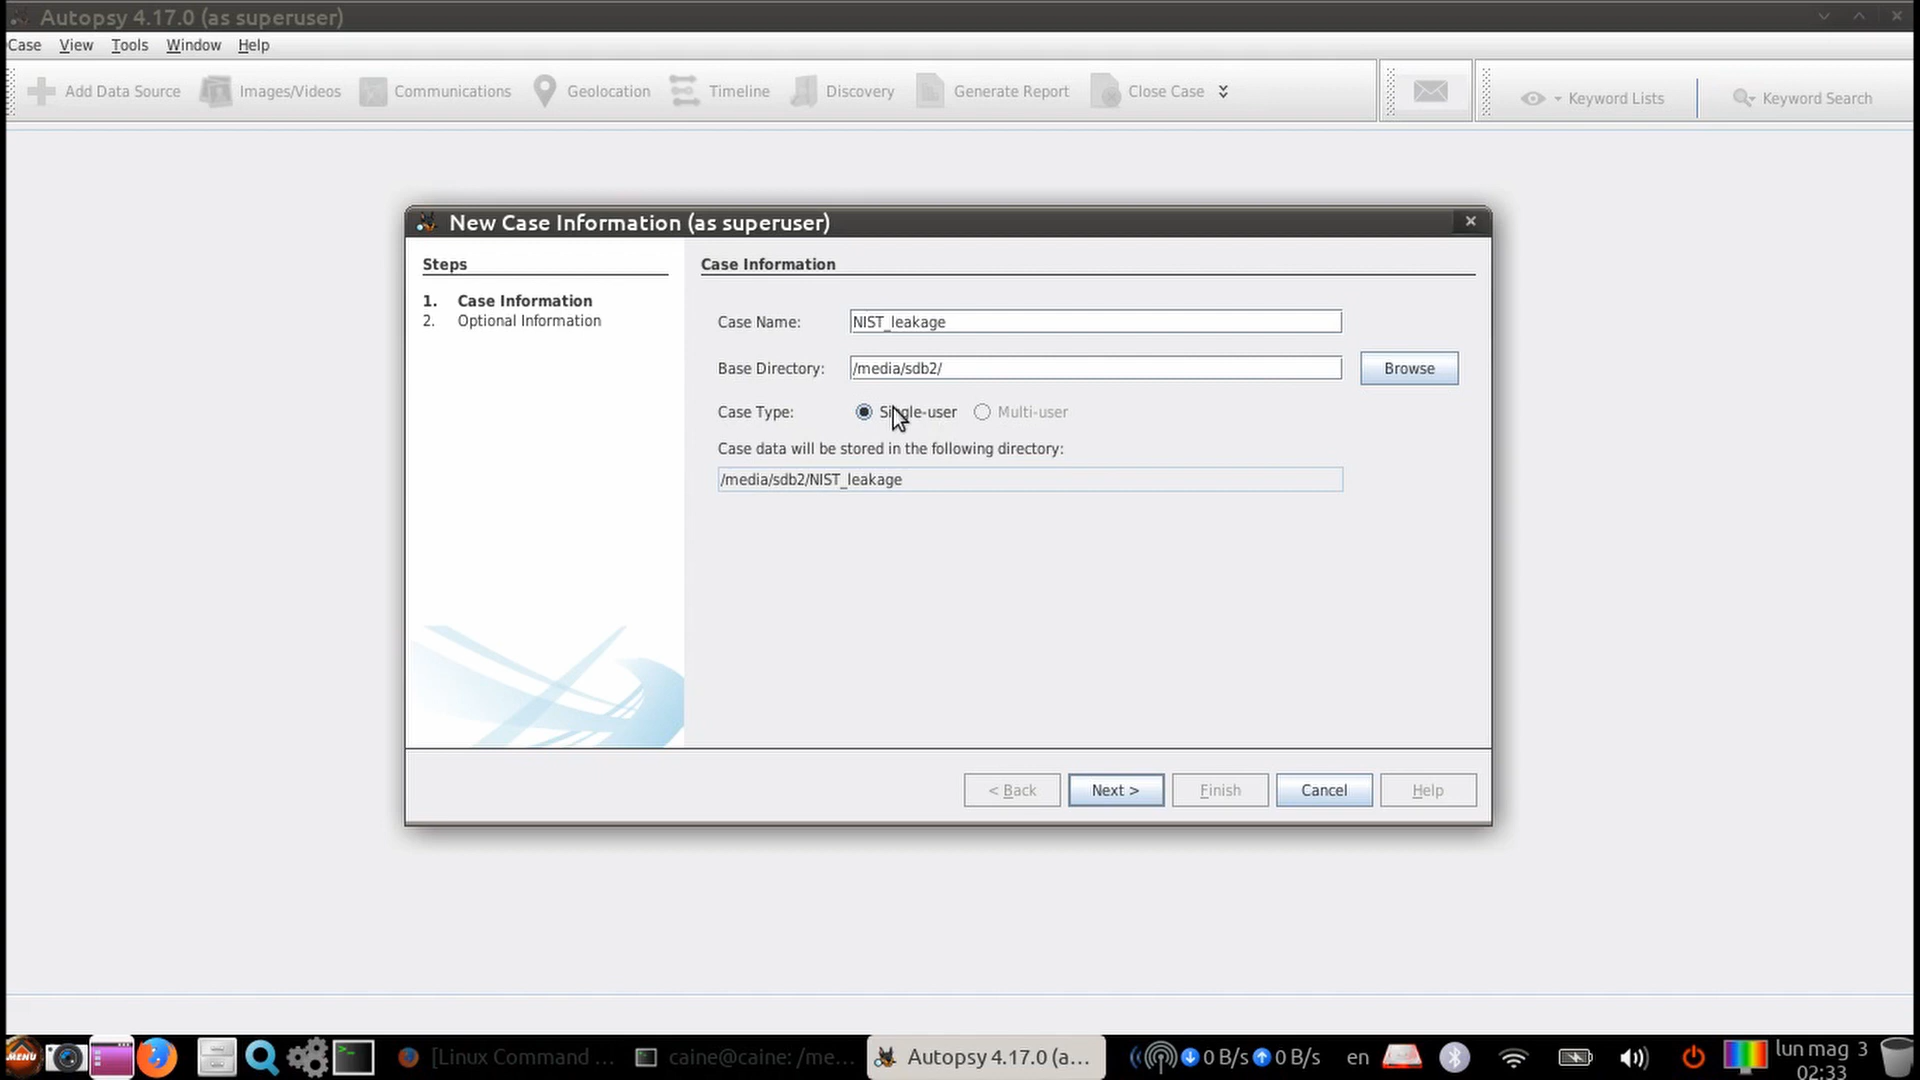 Autopsy 4.17.0 (as superuser)
Case View Tools Window Help
Add Data Source Images/Videos Communications Geolocation Timeline Discovery Generate Report Close Case Keyword Lists Keyword Search
New Case Information (as superuser)
Steps
1. Case Information
2. Optional Information
Case Information
Case Name: NIST_leakage
Base Directory: /media/sdb2/ Browse
Case Type: Single-user Multi-user
Case data will be stored in the following directory:
/media/sdb2/NIST_leakage
< Back Next > Finish Cancel Help
MENU [Linux Command ... caine@caine: /me... Autopsy 4.17.0 (a... 0 B/s 0 B/s en lun mag 3
02:33